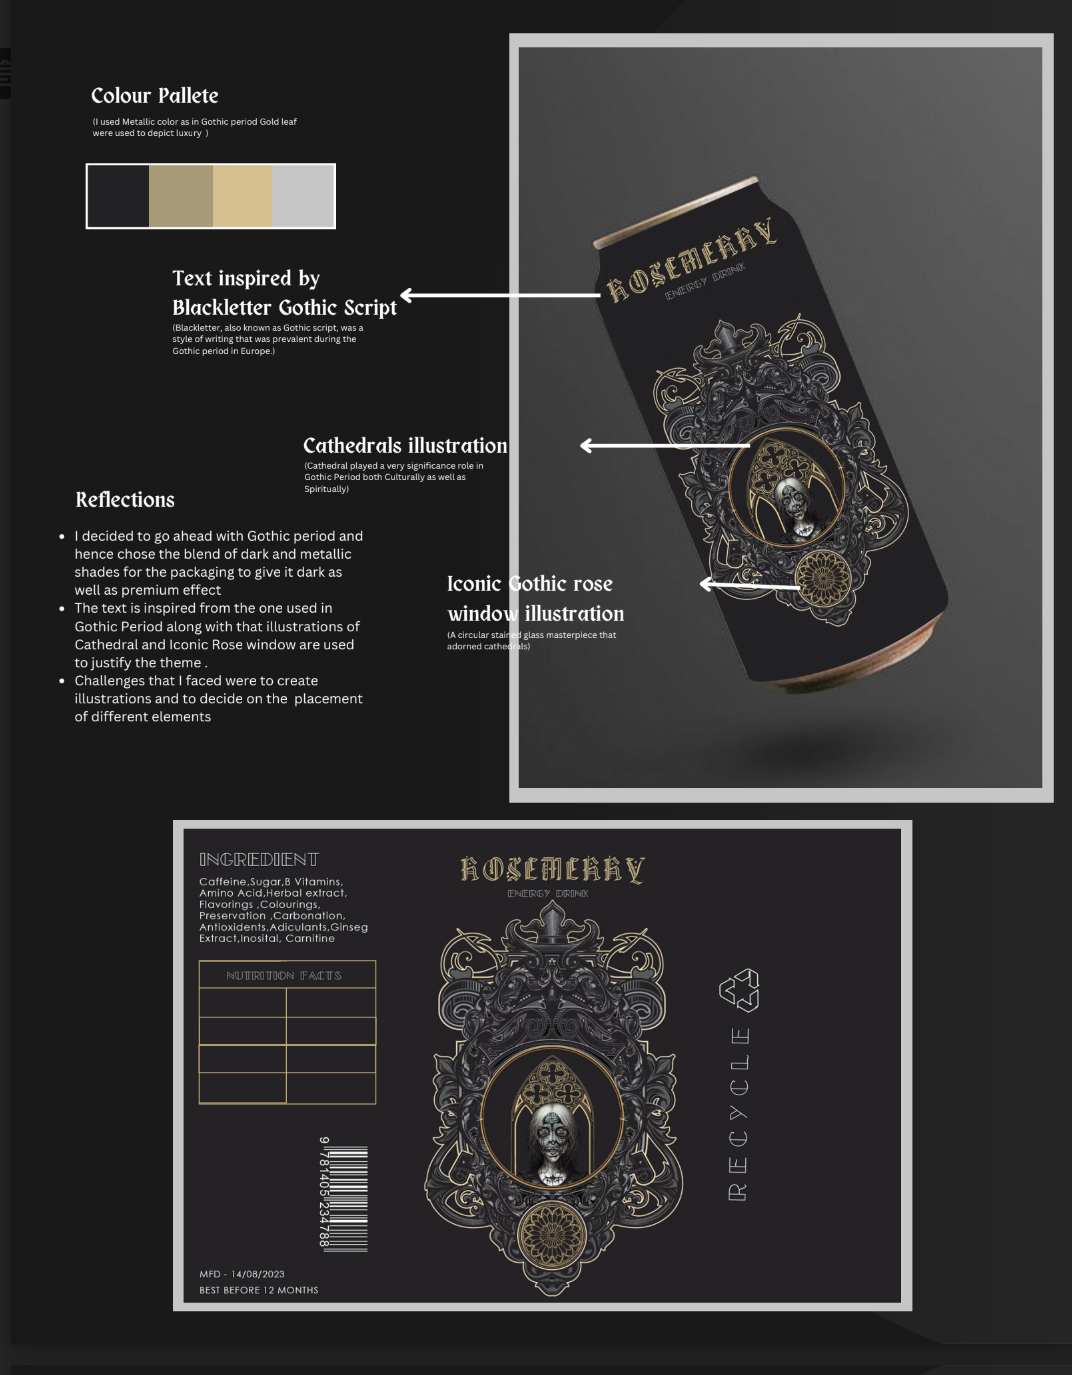 Colour Pallete
(I used Metallic color as in Gothic period Gold leaf
were used to depict luxury )
Text inspired by
Blackletter Gothic Script
(Blackletter, also known as Gothic script, was a
style of writing that was prevalent during the
Gothic period in Europe.)
Cathedrals illustration
(Cathedral played a very significance role in
Gothic Period both Culturally as well as
Spiritually)
Reflections
• I decided to go ahead with Gothic period and
hence chose the blend of dark and metallic
shades for the packaging to give it dark as
well as premium effect
• The text is inspired from the one used in
Gothic Period along with that illustrations of
Cathedral and Iconic Rose window are used
to justify the theme .
• Challenges that I faced were to create
illustrations and to decide on the placement
of different elements
Iconic Gothic rose
window illustration
(A circular stained glass masterpiece that
adorned cathedrals)
ROSEMERRY
ENERGY DRINK
INGREDIENT
Caffeine,Sugar,B Vitamins,
Amino Acid,Herbal extract,
Flavorings ,Colourings,
Preservation ,Carbonation,
Antioxidents,Adiculants,Ginseg
Extract,Inosital, Carnitine
NUTRITION FACTS
9 781405 234788
MFD - 14/08/2023
BEST BEFORE 12 MONTHS
ROSEMERRY
ENERGY DRINK
RECYCLE